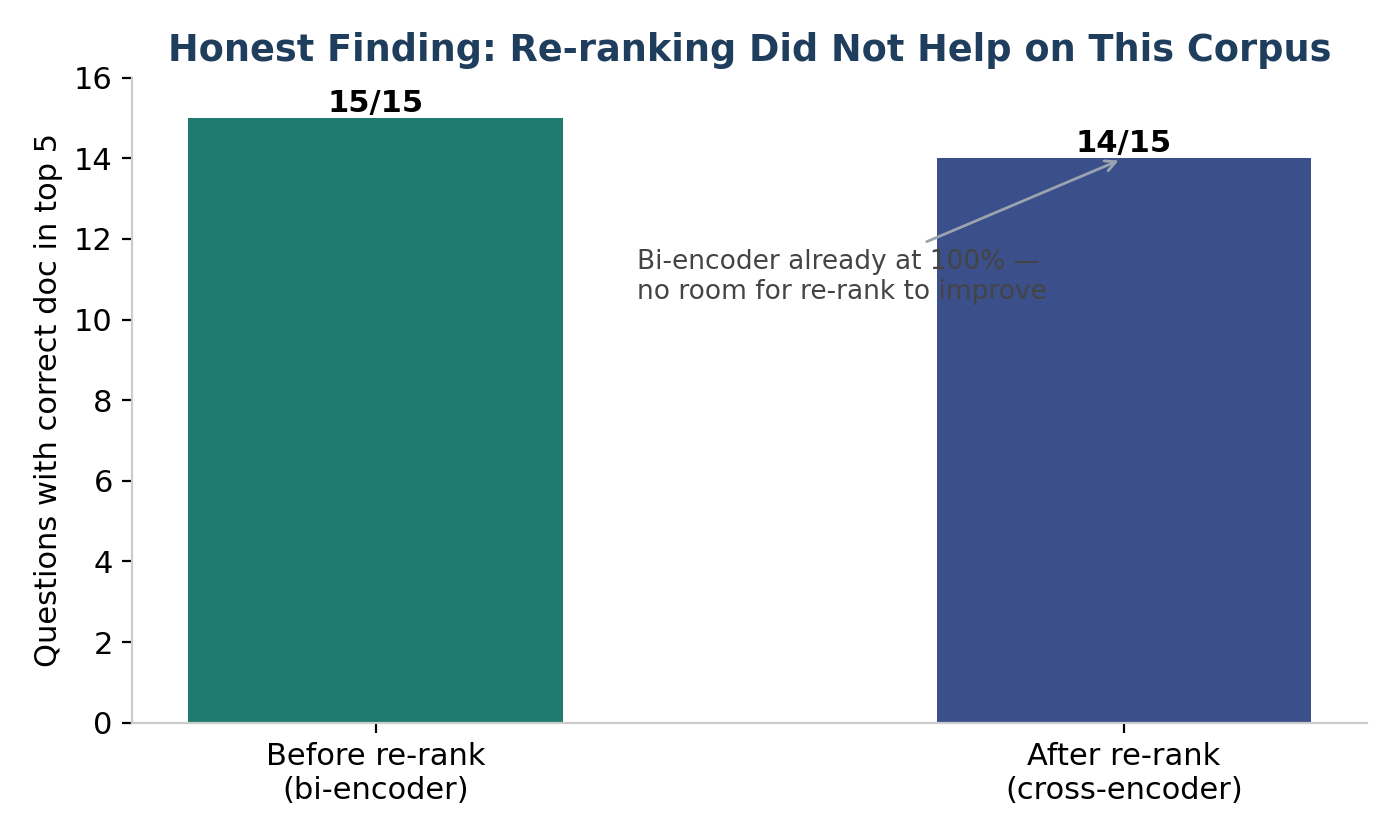 Honest Finding: Re-ranking Did Not Help on This Corpus
Questions with correct doc in top 5
16
14
12
10
8
6
4
2
0
15/15
14/15
Bi-encoder already at 100% —
no room for re-rank to improve
Before re-rank
(bi-encoder)
After re-rank
(cross-encoder)